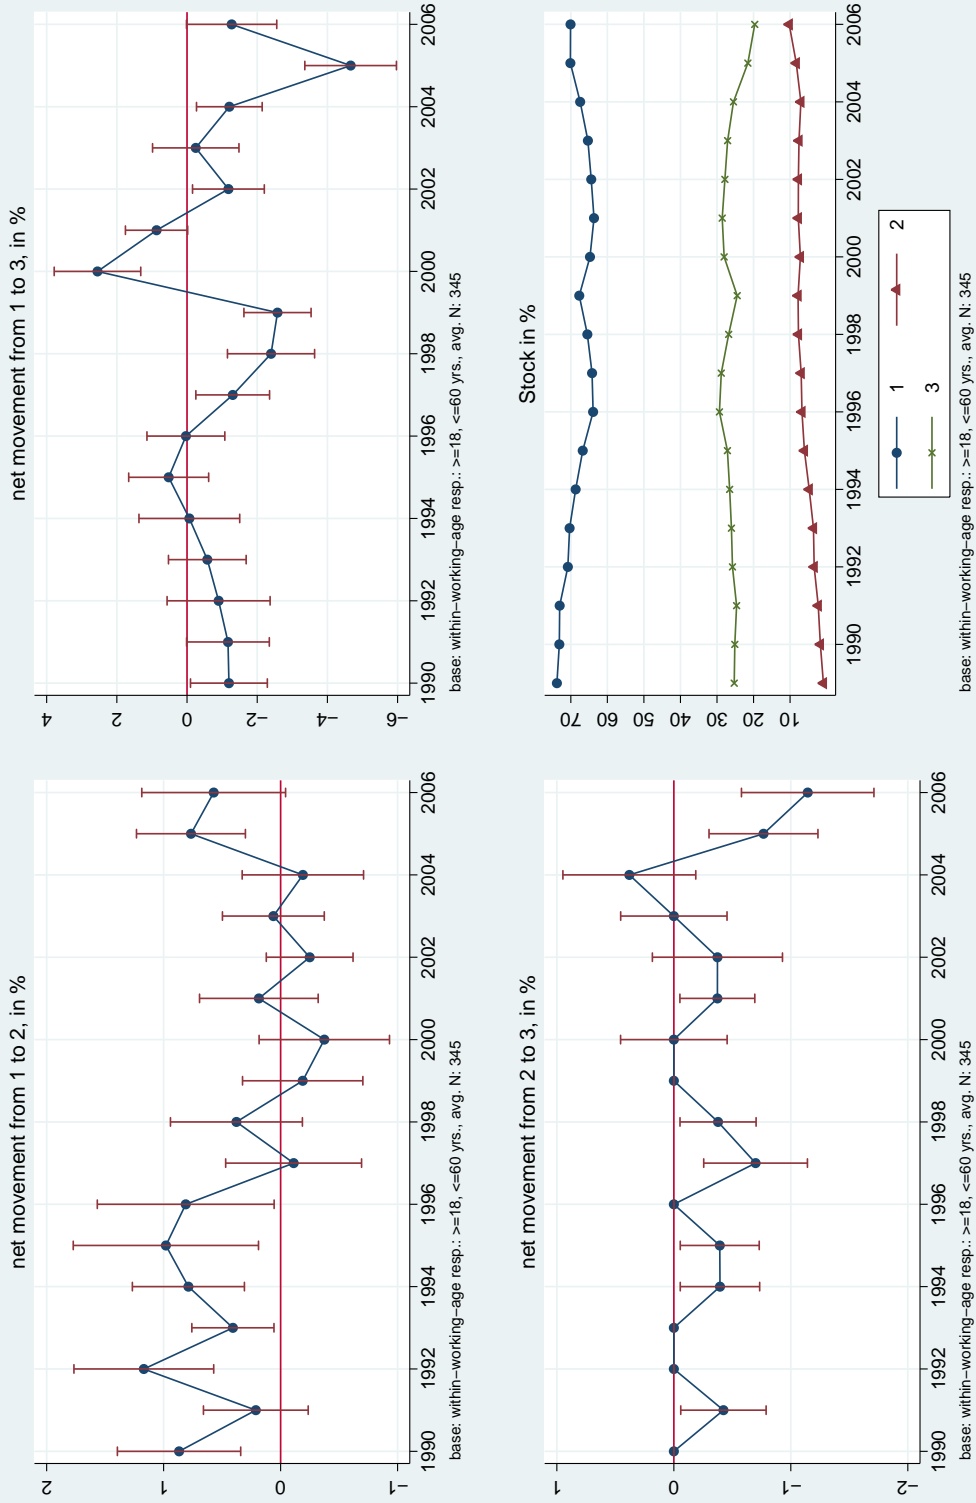 net movement from 1 to 2, in %
2
1
0
−1
1990 1992 1994 1996 1998 2000 2002 2004 2006
base: within−working−age resp.: >=18, <=60 yrs., avg. N: 345
net movement from 1 to 3, in %
4
2
0
−2
−4
−6
1990 1992 1994 1996 1998 2000 2002 2004 2006
base: within−working−age resp.: >=18, <=60 yrs., avg. N: 345
net movement from 2 to 3, in %
1
0
−1
−2
1990 1992 1994 1996 1998 2000 2002 2004 2006
base: within−working−age resp.: >=18, <=60 yrs., avg. N: 345
Stock in %
70
60
50
40
30
20
10
1990 1992 1994 1996 1998 2000 2002 2004 2006
1 2
3
base: within−working−age resp.: >=18, <=60 yrs., avg. N: 345